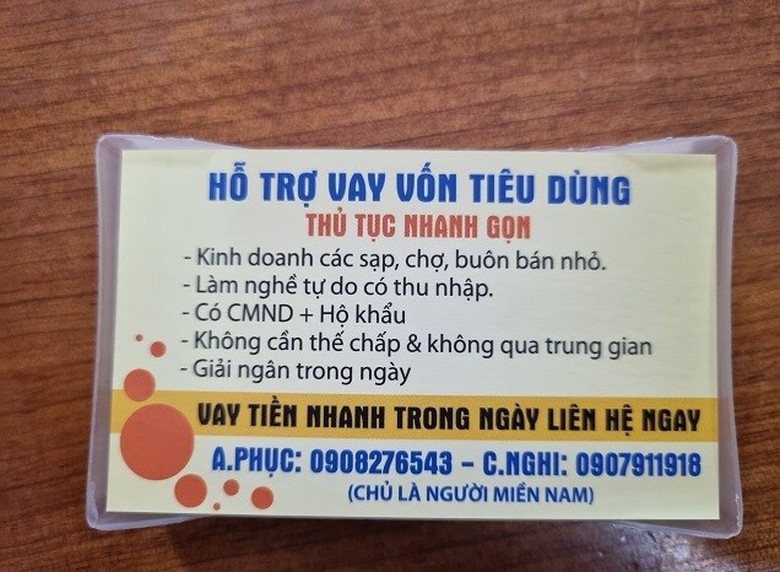 HỖ TRỢ VAY VỐN TIÊU DÙNG
THỦ TỤC NHANH GỌN
- Kinh doanh các sạp, chợ, buôn bán nhỏ.
- Làm nghề tự do có thu nhập.
- Có CMND + Hộ khẩu
- Không cần thế chấp & không qua trung gian
- Giải ngân trong ngày
VAY TIỀN NHANH TRONG NGÀY LIÊN HỆ NGAY
A.PHỤC: 0908276543 – C.NGHI: 0907911918
(CHỦ LÀ NGƯỜI MIỀN NAM)